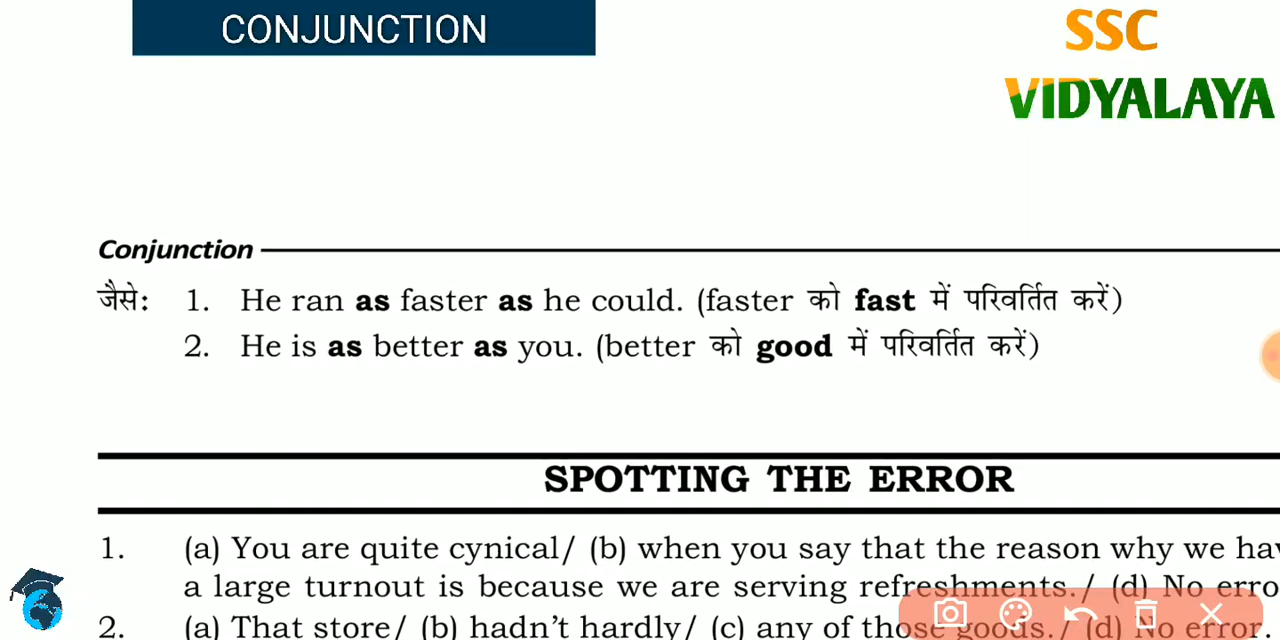 CONJUNCTION
SSC
VIDYALAYA
Conjunction
जैसे: 1. He ran as faster as he could. (faster को fast में परिवर्तित करें)
2. He is as better as you. (better को good में परिवर्तित करें)
SPOTTING THE ERROR
1. (a) You are quite cynical/ (b) when you say that the reason why we
a large turnout is because we are serving refreshments./ (d) No
2. (a) That store/ (b) hadn't hardly/ (c) any of those goods./ (d) No error.